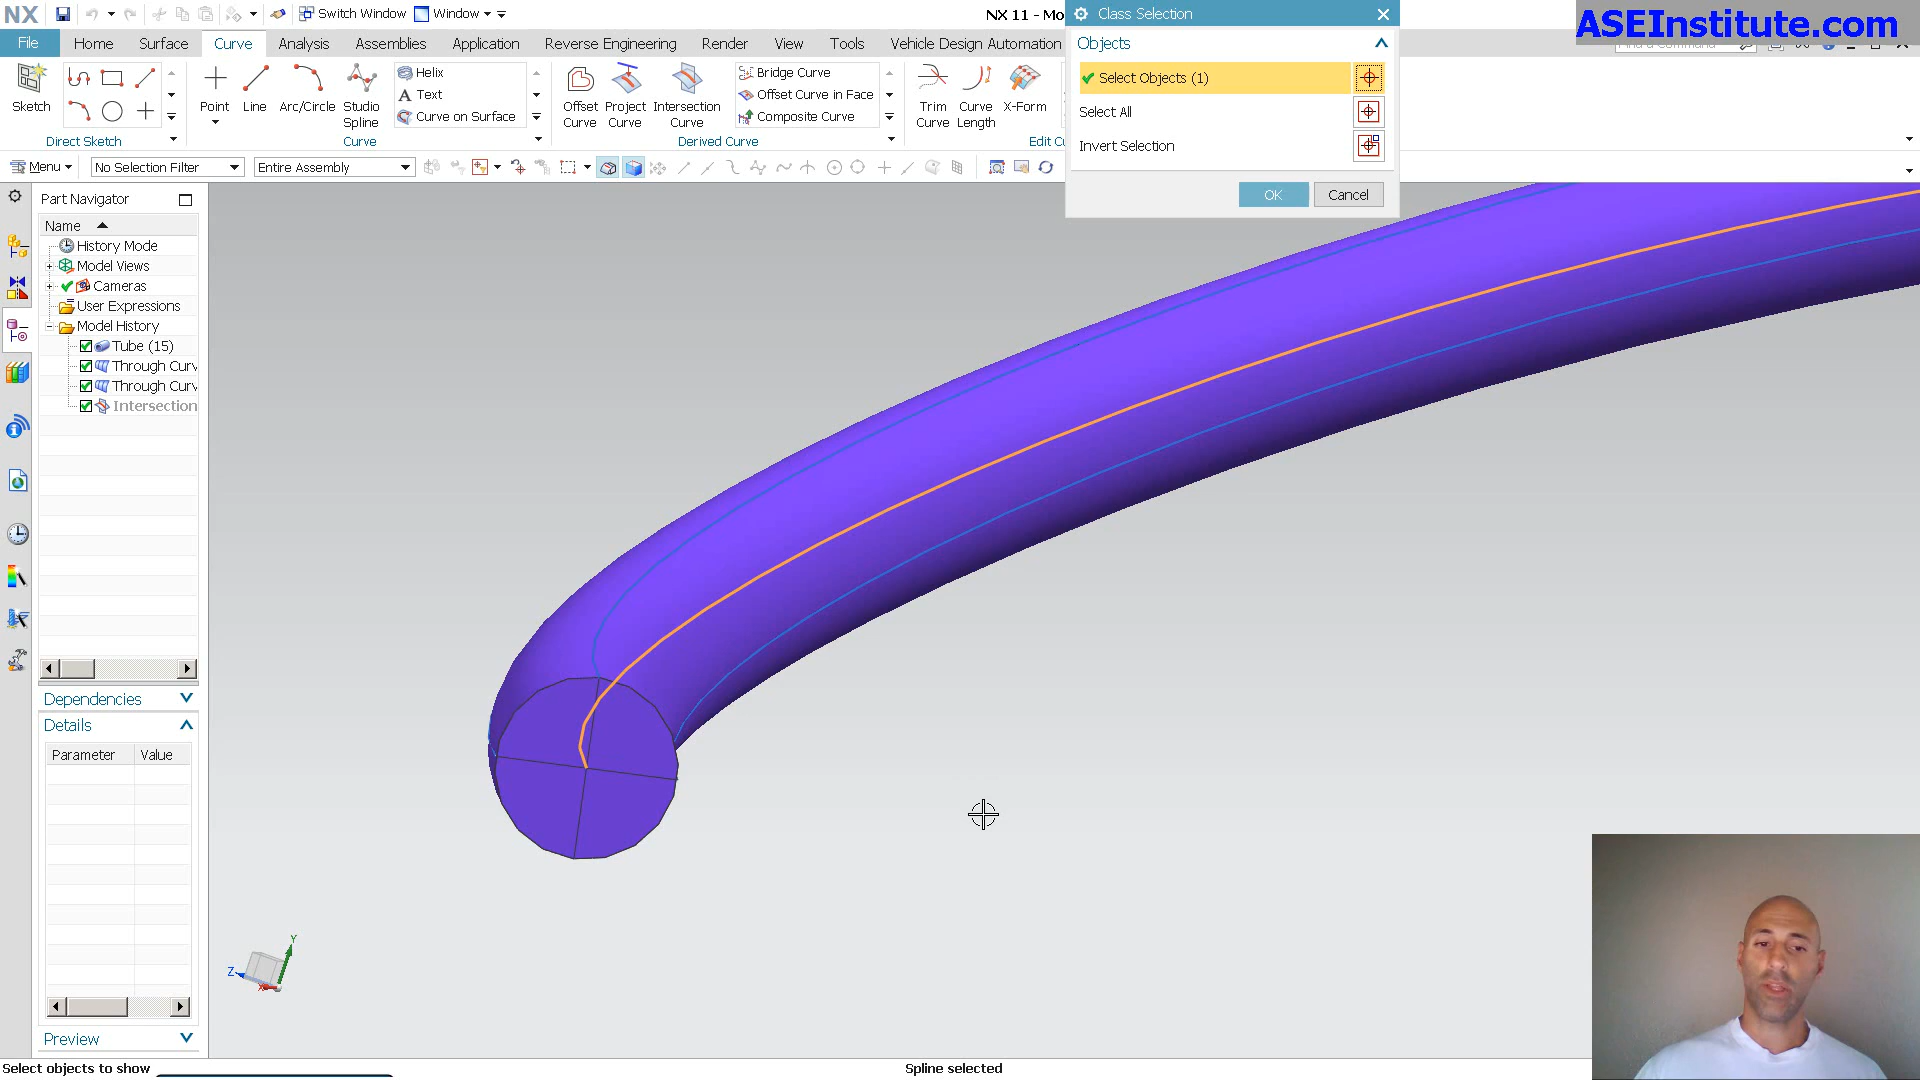 NX
Switch Window
Window
NX 11 - Mo
Class Selection
ASEInstitute.com
File
Home
Surface
Curve
Analysis
Assemblies
Application
Reverse Engineering
Render
View
Tools
Vehicle Design Automation
Objects
Find a Command
Select Objects (1)
Select All
Invert Selection
OK
Cancel
Sketch
Direct Sketch
Point
Line
Arc/Circle
Studio
Spline
Helix
Text
Curve on Surface
Curve
Offset
Curve
Project
Curve
Intersection
Curve
Bridge Curve
Offset Curve in Face
Composite Curve
Derived Curve
Trim
Curve
Curve
Length
X-Form
Edit Cu
Menu
No Selection Filter
Entire Assembly
Part Navigator
Name
History Mode
Model Views
Cameras
User Expressions
Model History
Tube (15)
Through Curv
Through Curv
Intersection
Dependencies
Details
Parameter
Value
Preview
Y
Z
X
Select objects to show
Spline selected